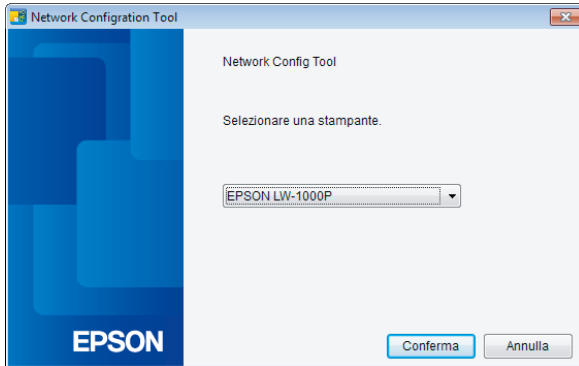 Network Configration Tool
Network Config Tool
Selezionare una stampante.
EPSON LW-1000P
EPSON
Conferma
Annulla